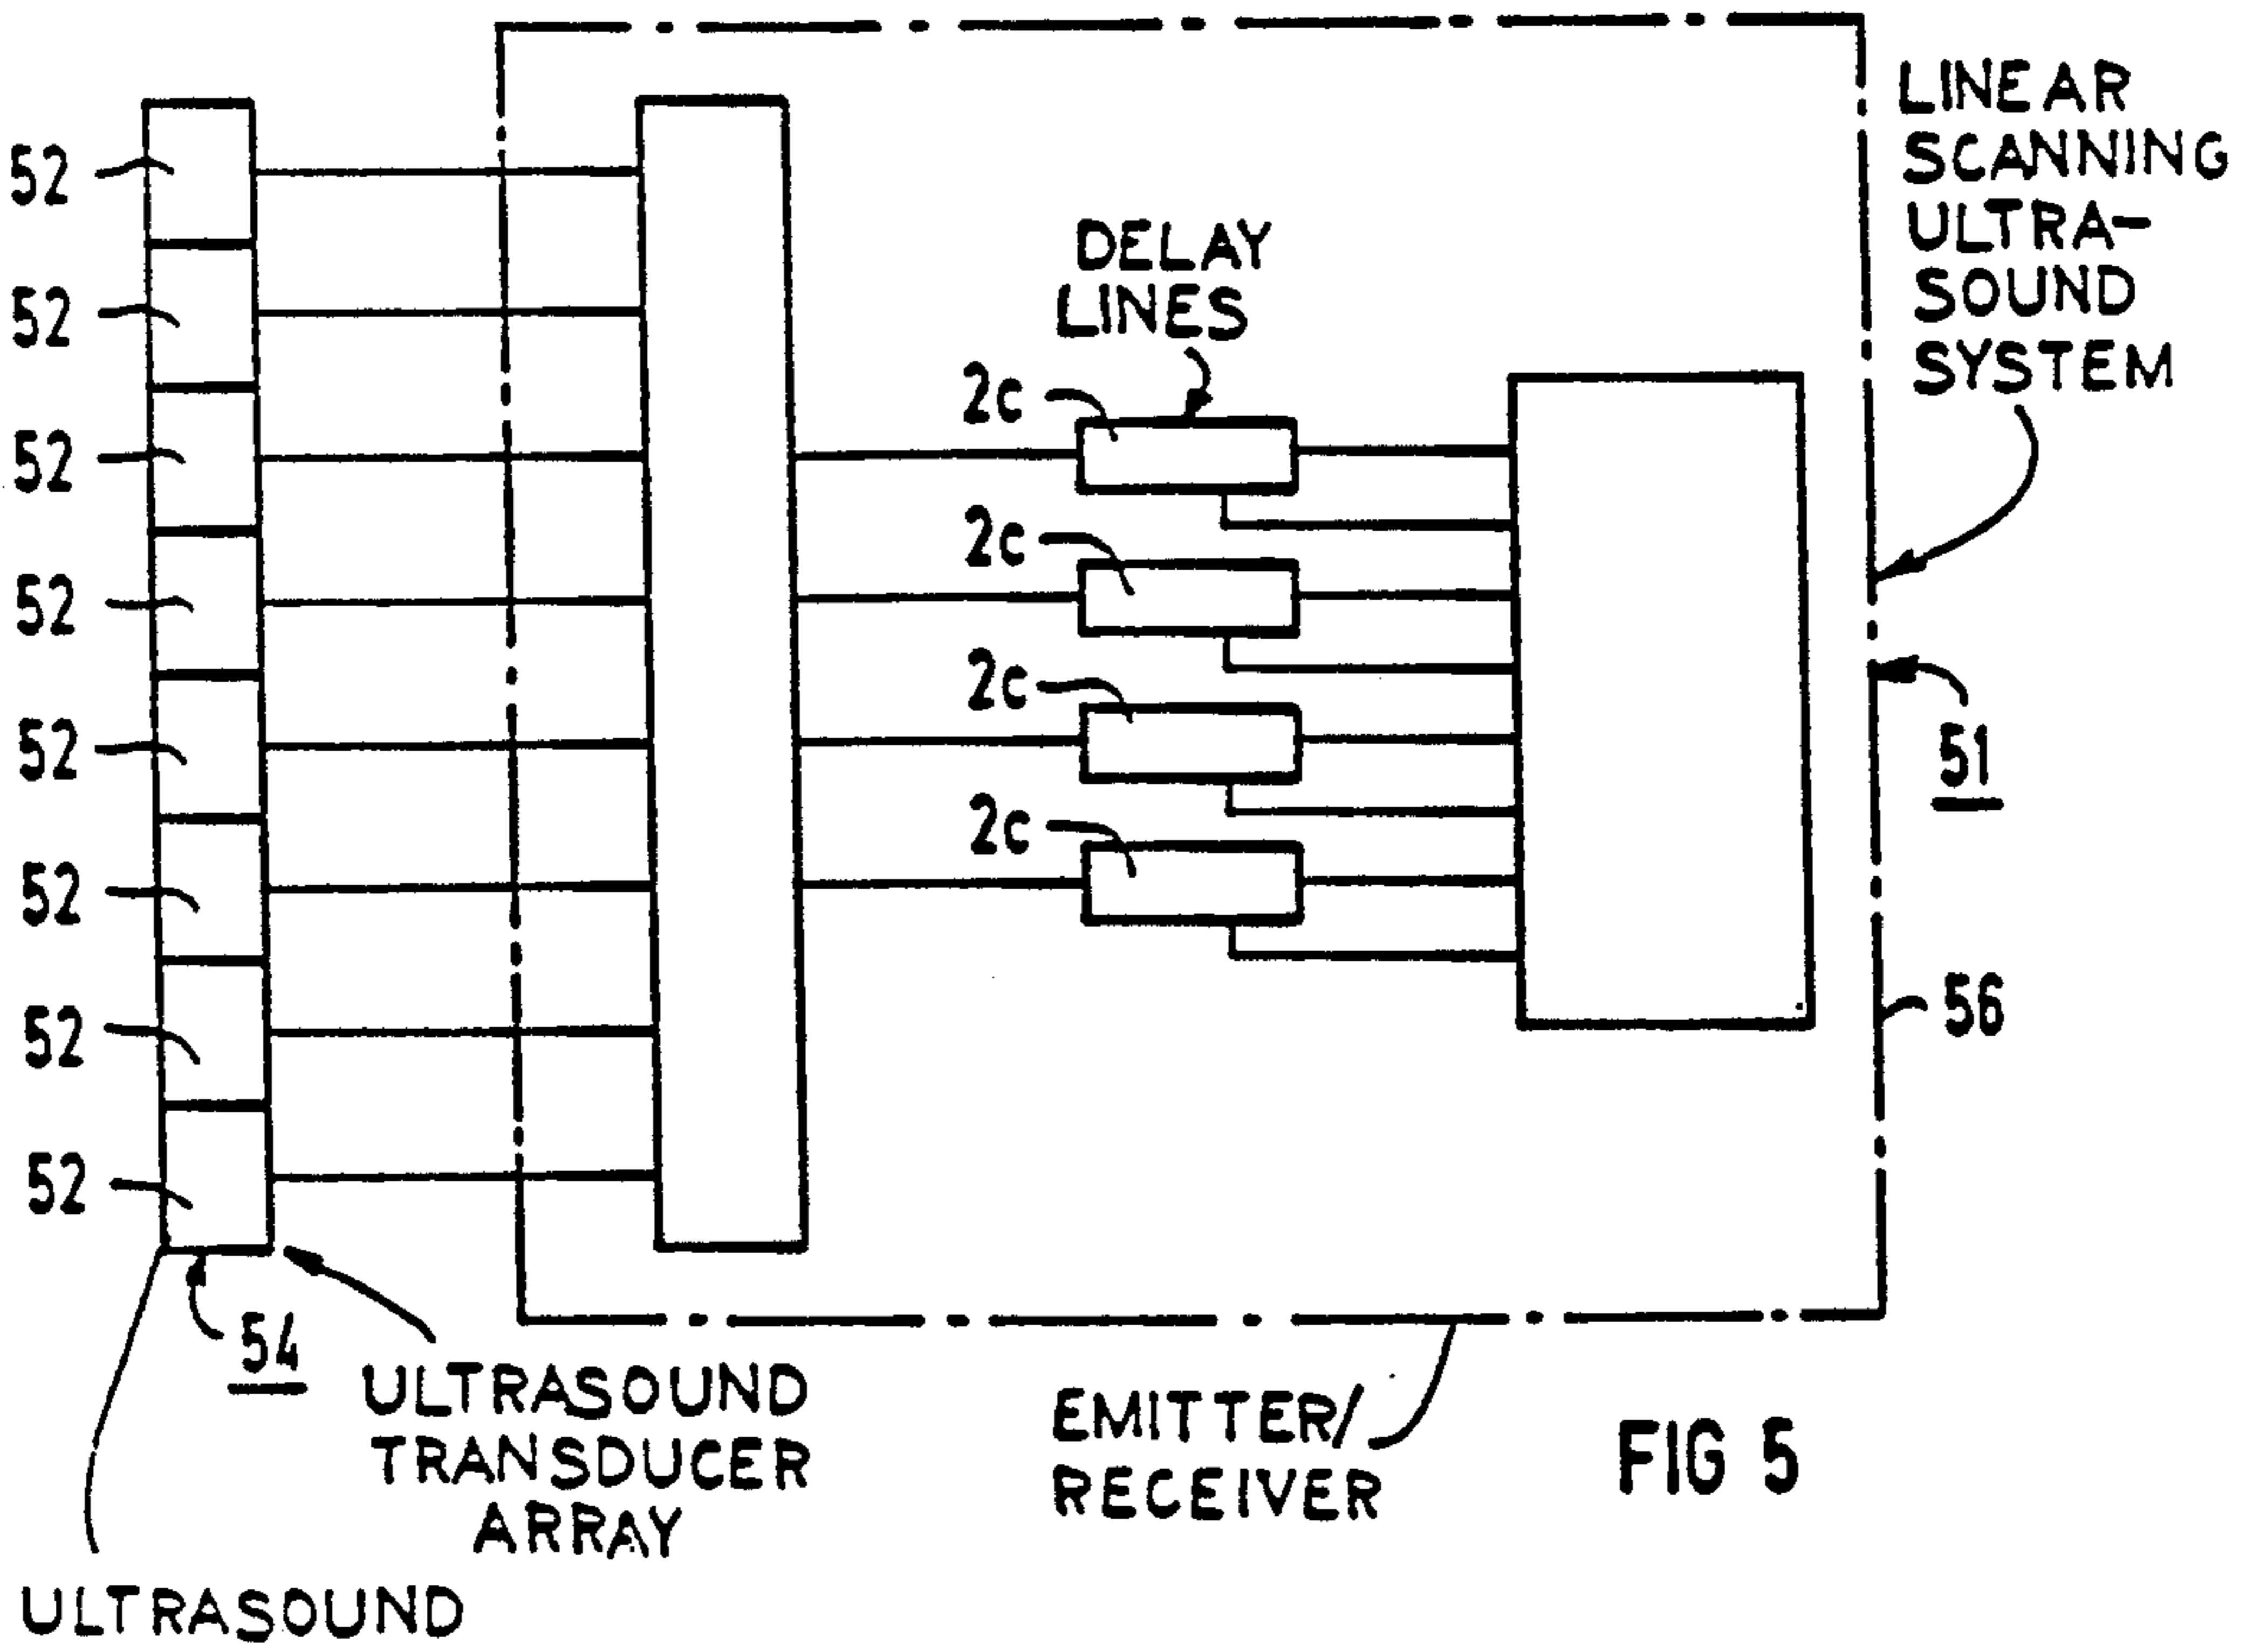 LINEAR
SCANNING
ULTRA-
SOUND
SYSTEM
52
52
52
52
52
52
52
52
DELAY
LINES
2c
2c
2c
2c
51
56
54
ULTRASOUND
TRANSDUCER
ARRAY
EMITTER/
RECEIVER
FIG 5
ULTRASOUND